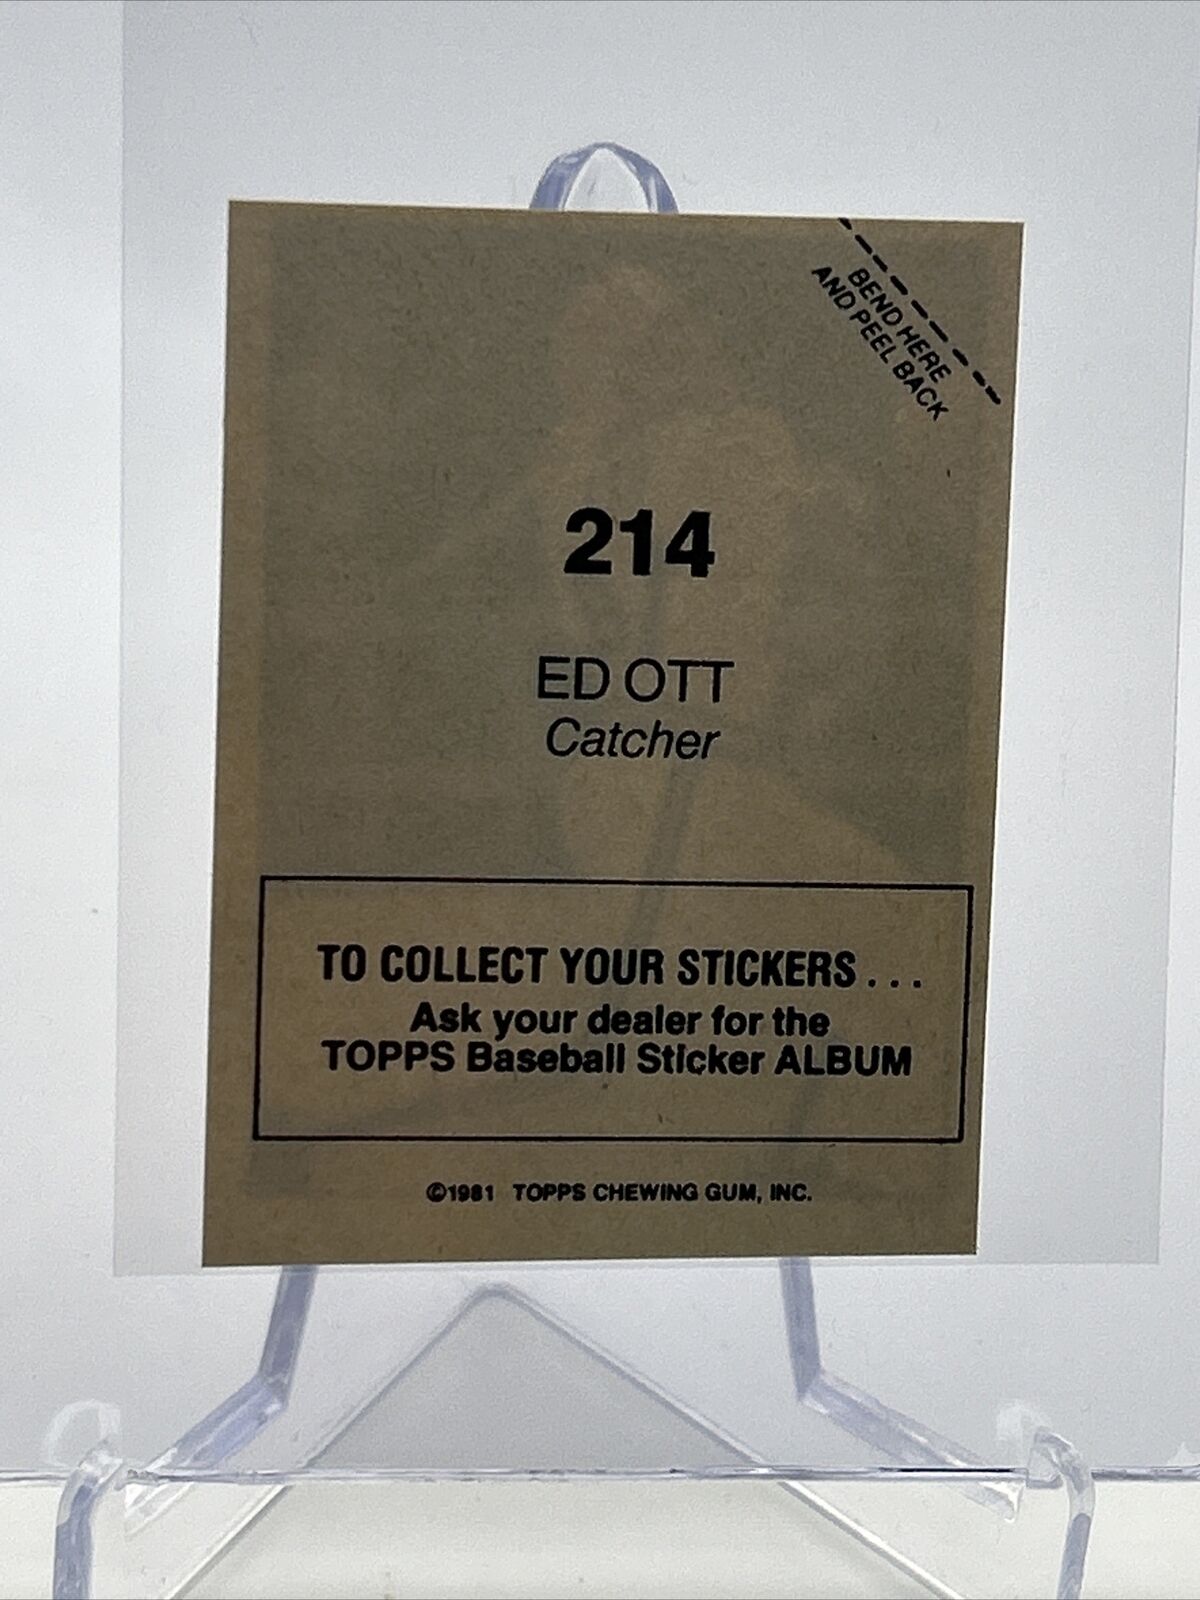 BEND HERE
AND PEEL BACK
214
ED OTT
Catcher
TO COLLECT YOUR STICKERS...
Ask your dealer for the
TOPPS Baseball Sticker ALBUM
©1981 TOPPS CHEWING GUM, INC.